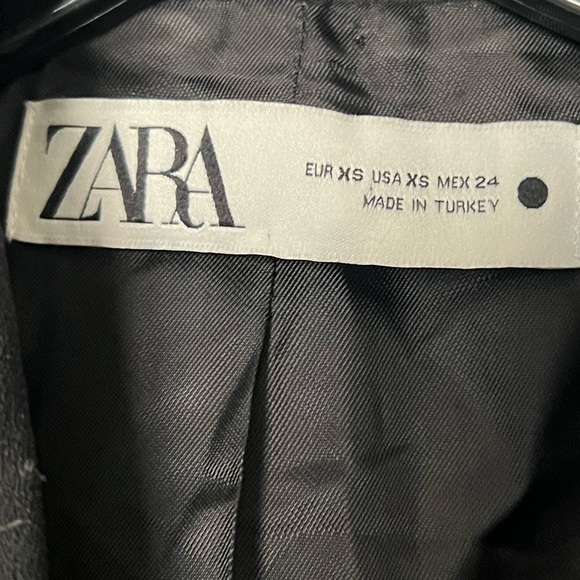 ZARA
EUR XS USA XS MEX 24
MADE IN TURKEY